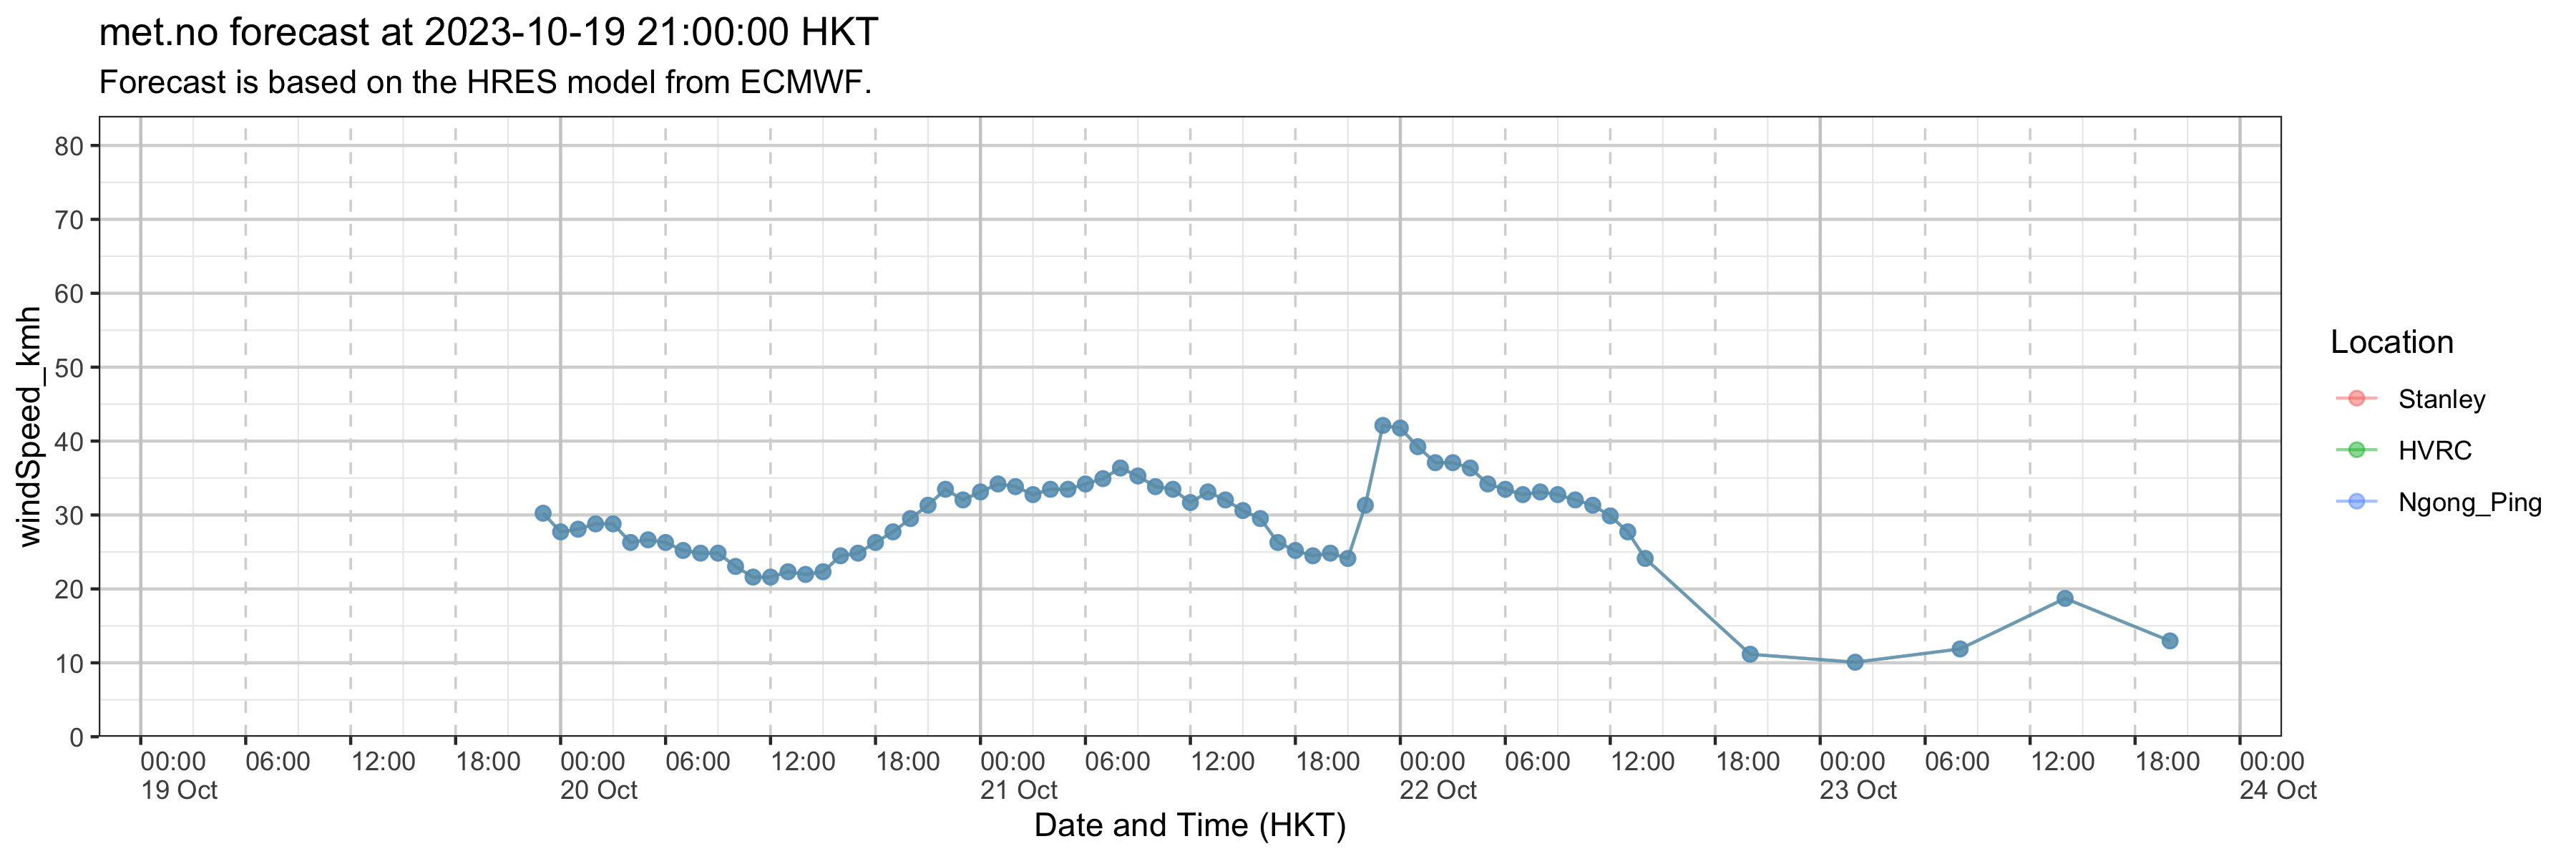 met.no forecast at 2023-10-19 21:00:00 HKT
Forecast is based on the HRES model from ECMWF.
windSpeed_kmh
80
70
60
50
40
30
20
10
0
00:00 06:00 12:00 18:00 00:00 06:00 12:00 18:00 00:00 06:00 12:00 18:00 00:00 06:00 12:00 18:00 00:00 06:00 12:00 18:00 00:00
19 Oct 20 Oct 21 Oct 22 Oct 23 Oct 24 Oct
Date and Time (HKT)
Location
Stanley
HVRC
Ngong_Ping